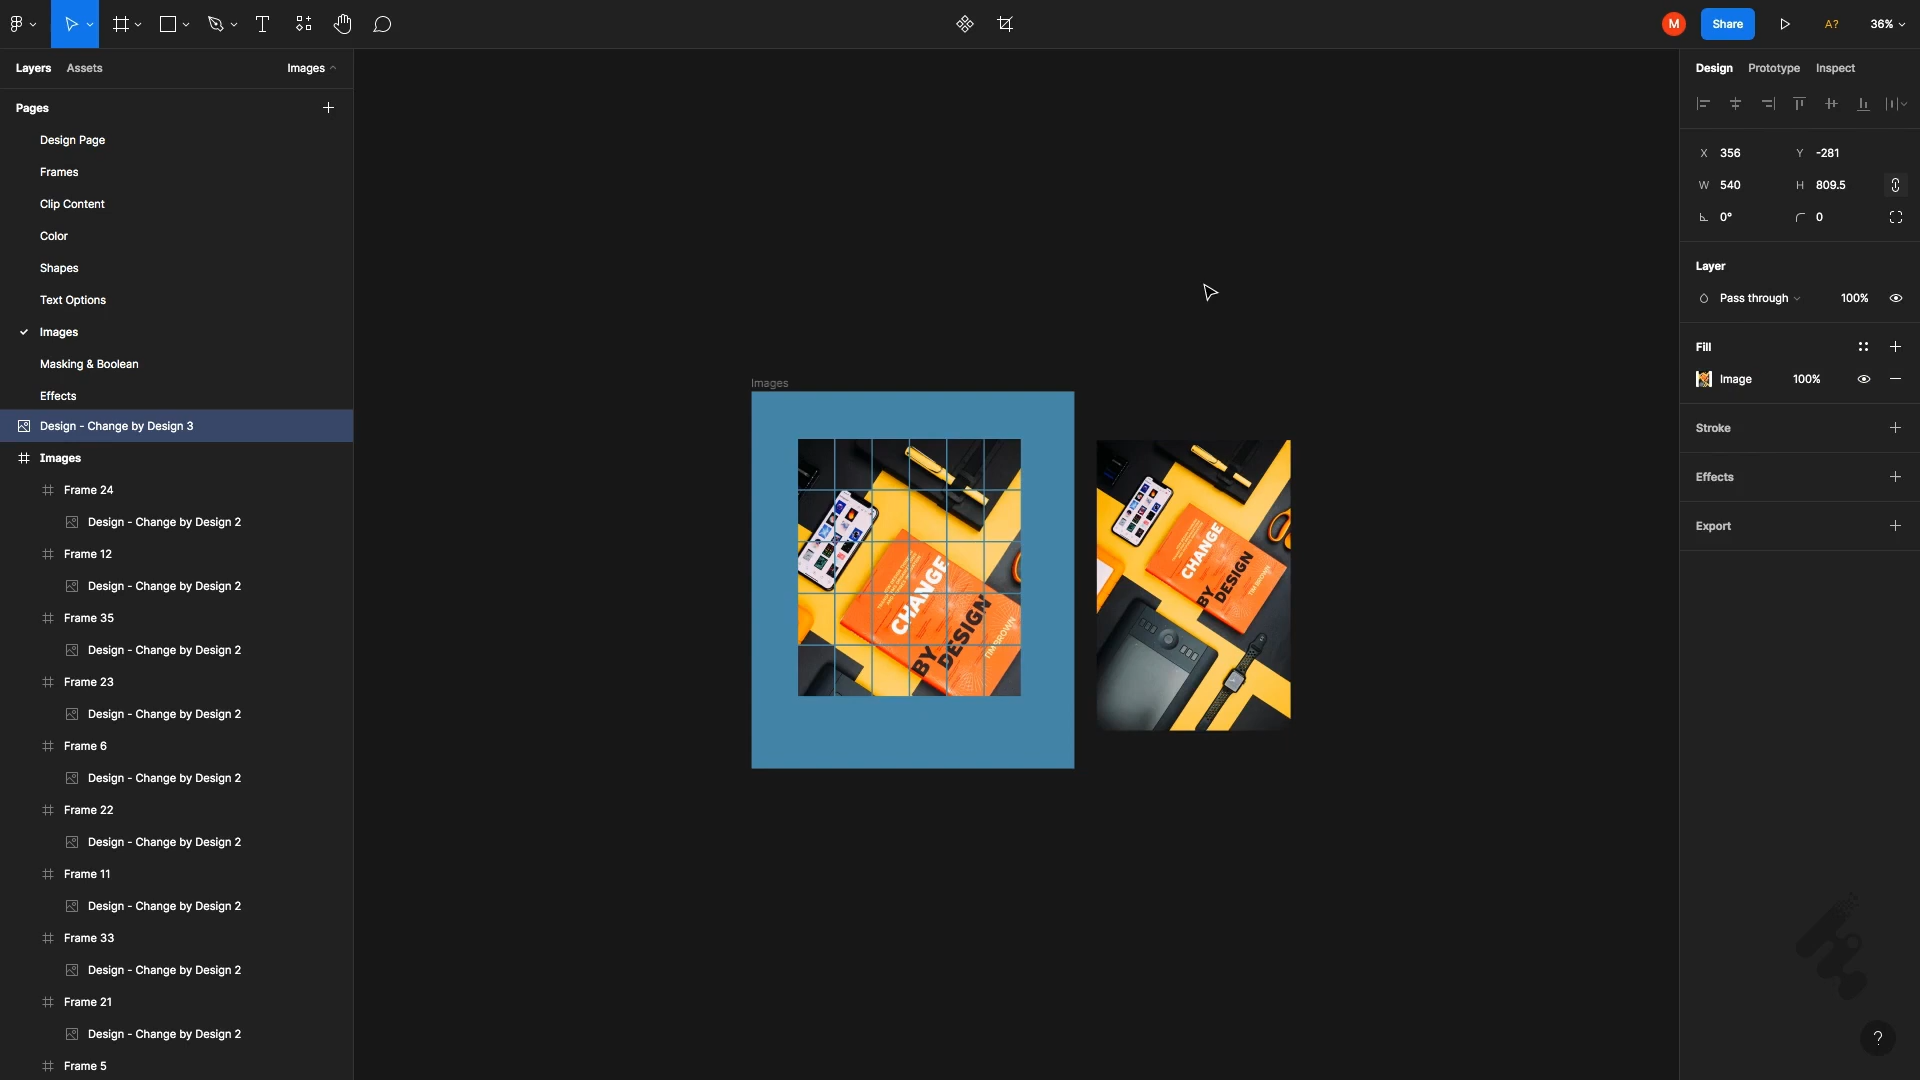 M
Share
A?
36%
Layers
Assets
Images
Design
Prototype
Inspect
Pages
Design Page
Frames
Clip Content
Color
Shapes
Text Options
Images
Masking & Boolean
Effects
Design - Change by Design 3
Images
Frame 24
Design - Change by Design 2
Frame 12
Design - Change by Design 2
Frame 35
Design - Change by Design 2
Frame 23
Design - Change by Design 2
Frame 6
Design - Change by Design 2
Frame 22
Design - Change by Design 2
Frame 11
Design - Change by Design 2
Frame 33
Design - Change by Design 2
Frame 21
Design - Change by Design 2
Frame 5
Images
CHANGE
BY
DESIGN
TIM BROWN
CHANGE
BY
DESIGN
TIM BROWN
X 356
Y -281
W 540
H 809.5
0°
0
Layer
Pass through
100%
Fill
Image
100%
Stroke
Effects
Export
?